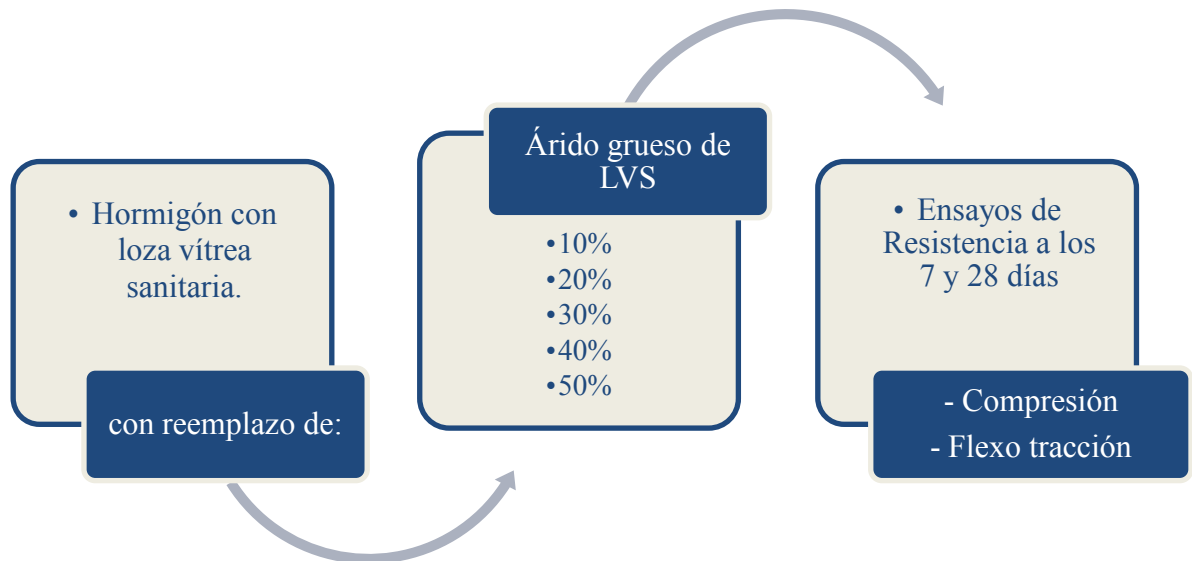 • Hormigón con
loza vítrea
sanitaria.
con reemplazo de:
Árido grueso de
LVS
•10%
•20%
•30%
•40%
•50%
• Ensayos de
Resistencia a los
7 y 28 días
- Compresión
- Flexo tracción